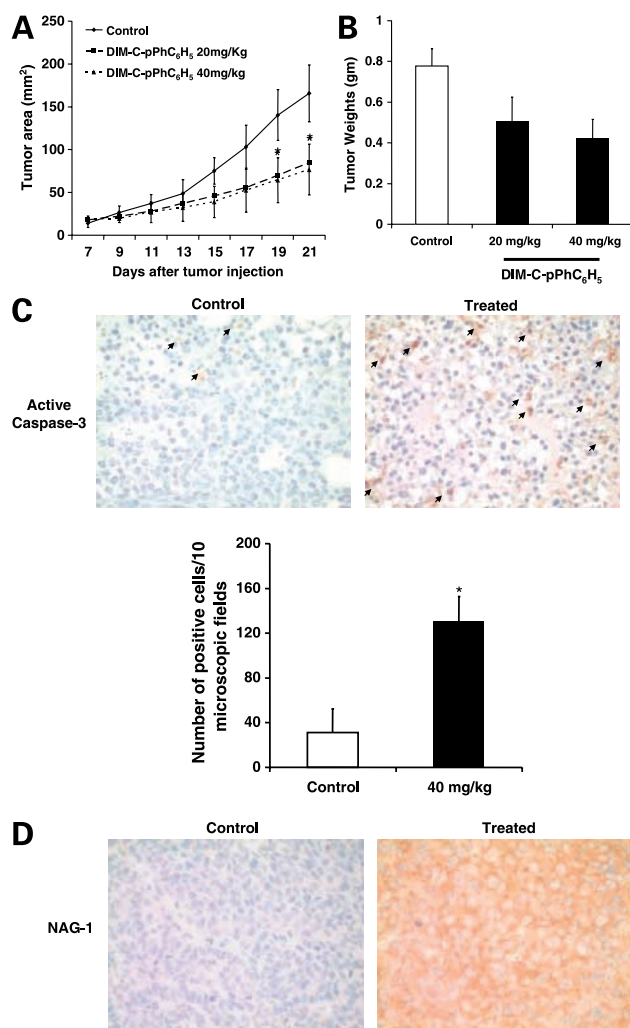 A
Control
DIM-C-pPhC₆H₅ 20mg/Kg
DIM-C-pPhC₆H₅ 40mg/kg
Tumor area (mm²)
200
150
100
50
0
* *
7 9 11 13 15 17 19 21
Days after tumor injection
B
Tumor Weights (gm)
1
0.8
0.6
0.4
0.2
0
Control 20 mg/kg 40 mg/kg
DIM-C-pPhC₆H₅
C
Control Treated
Active
Caspase-3
Number of positive cells/10
microscopic fields
200
160
120
80
40
0
*
Control 40 mg/kg
D
Control Treated
NAG-1